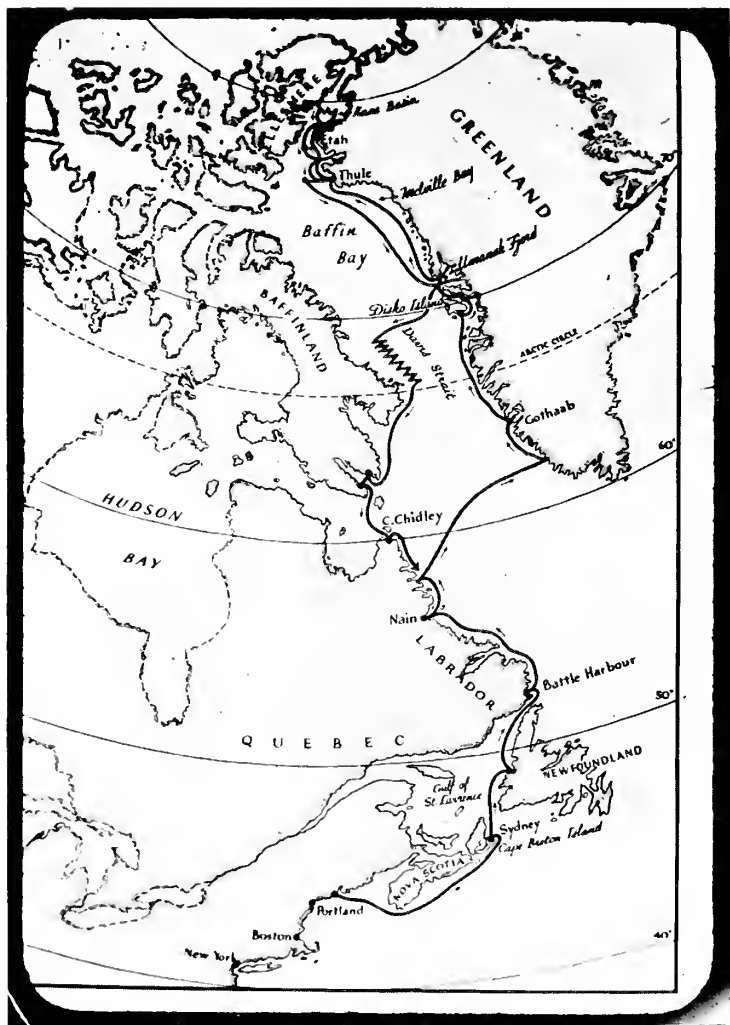 ELLSMERE
Kane Basin
Etah
Thule
GREENLAND
70°
Melville Bay
Baffin
Bay
BAFFINLAND
Disko Island
Davis Strait
ARCTIC CIRCLE
Gothaab
60°
HUDSON
BAY
C. Chidley
Nain
LABRADOR
Battle Harbour
50°
QUEBEC
NEWFOUNDLAND
Gulf of
St Lawrence
Sydney
Cape Breton Island
NOVA SCOTIA
Portland
Boston
New York
40°